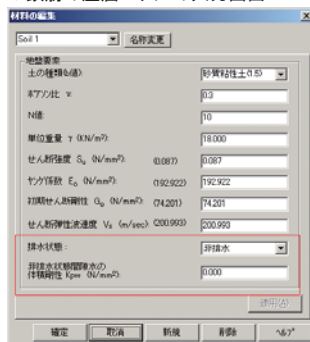 材料の編集
Soil 1 名称変更
地盤要素
土の種類(b値) 砂質粘性土(1.5)
ポアソン比 ν 0.3
N値 10
単位重量 γ (KN/m³): 18.000
せん断強度 Su (N/mm²): (0.087) 0.087
ヤング係数 Eo (N/mm²): (192.922) 192.922
初期せん断剛性 Go (N/mm²): (74.201) 74.201
せん断弾性波速度 Vs (m/sec): (200.993) 200.993
排水状態: 非排水
非排水状態間隙水の
体積剛性 Kpw (N/mm²): 0.000
適用(A)
確定 取消 新規 削除 ヘルプ